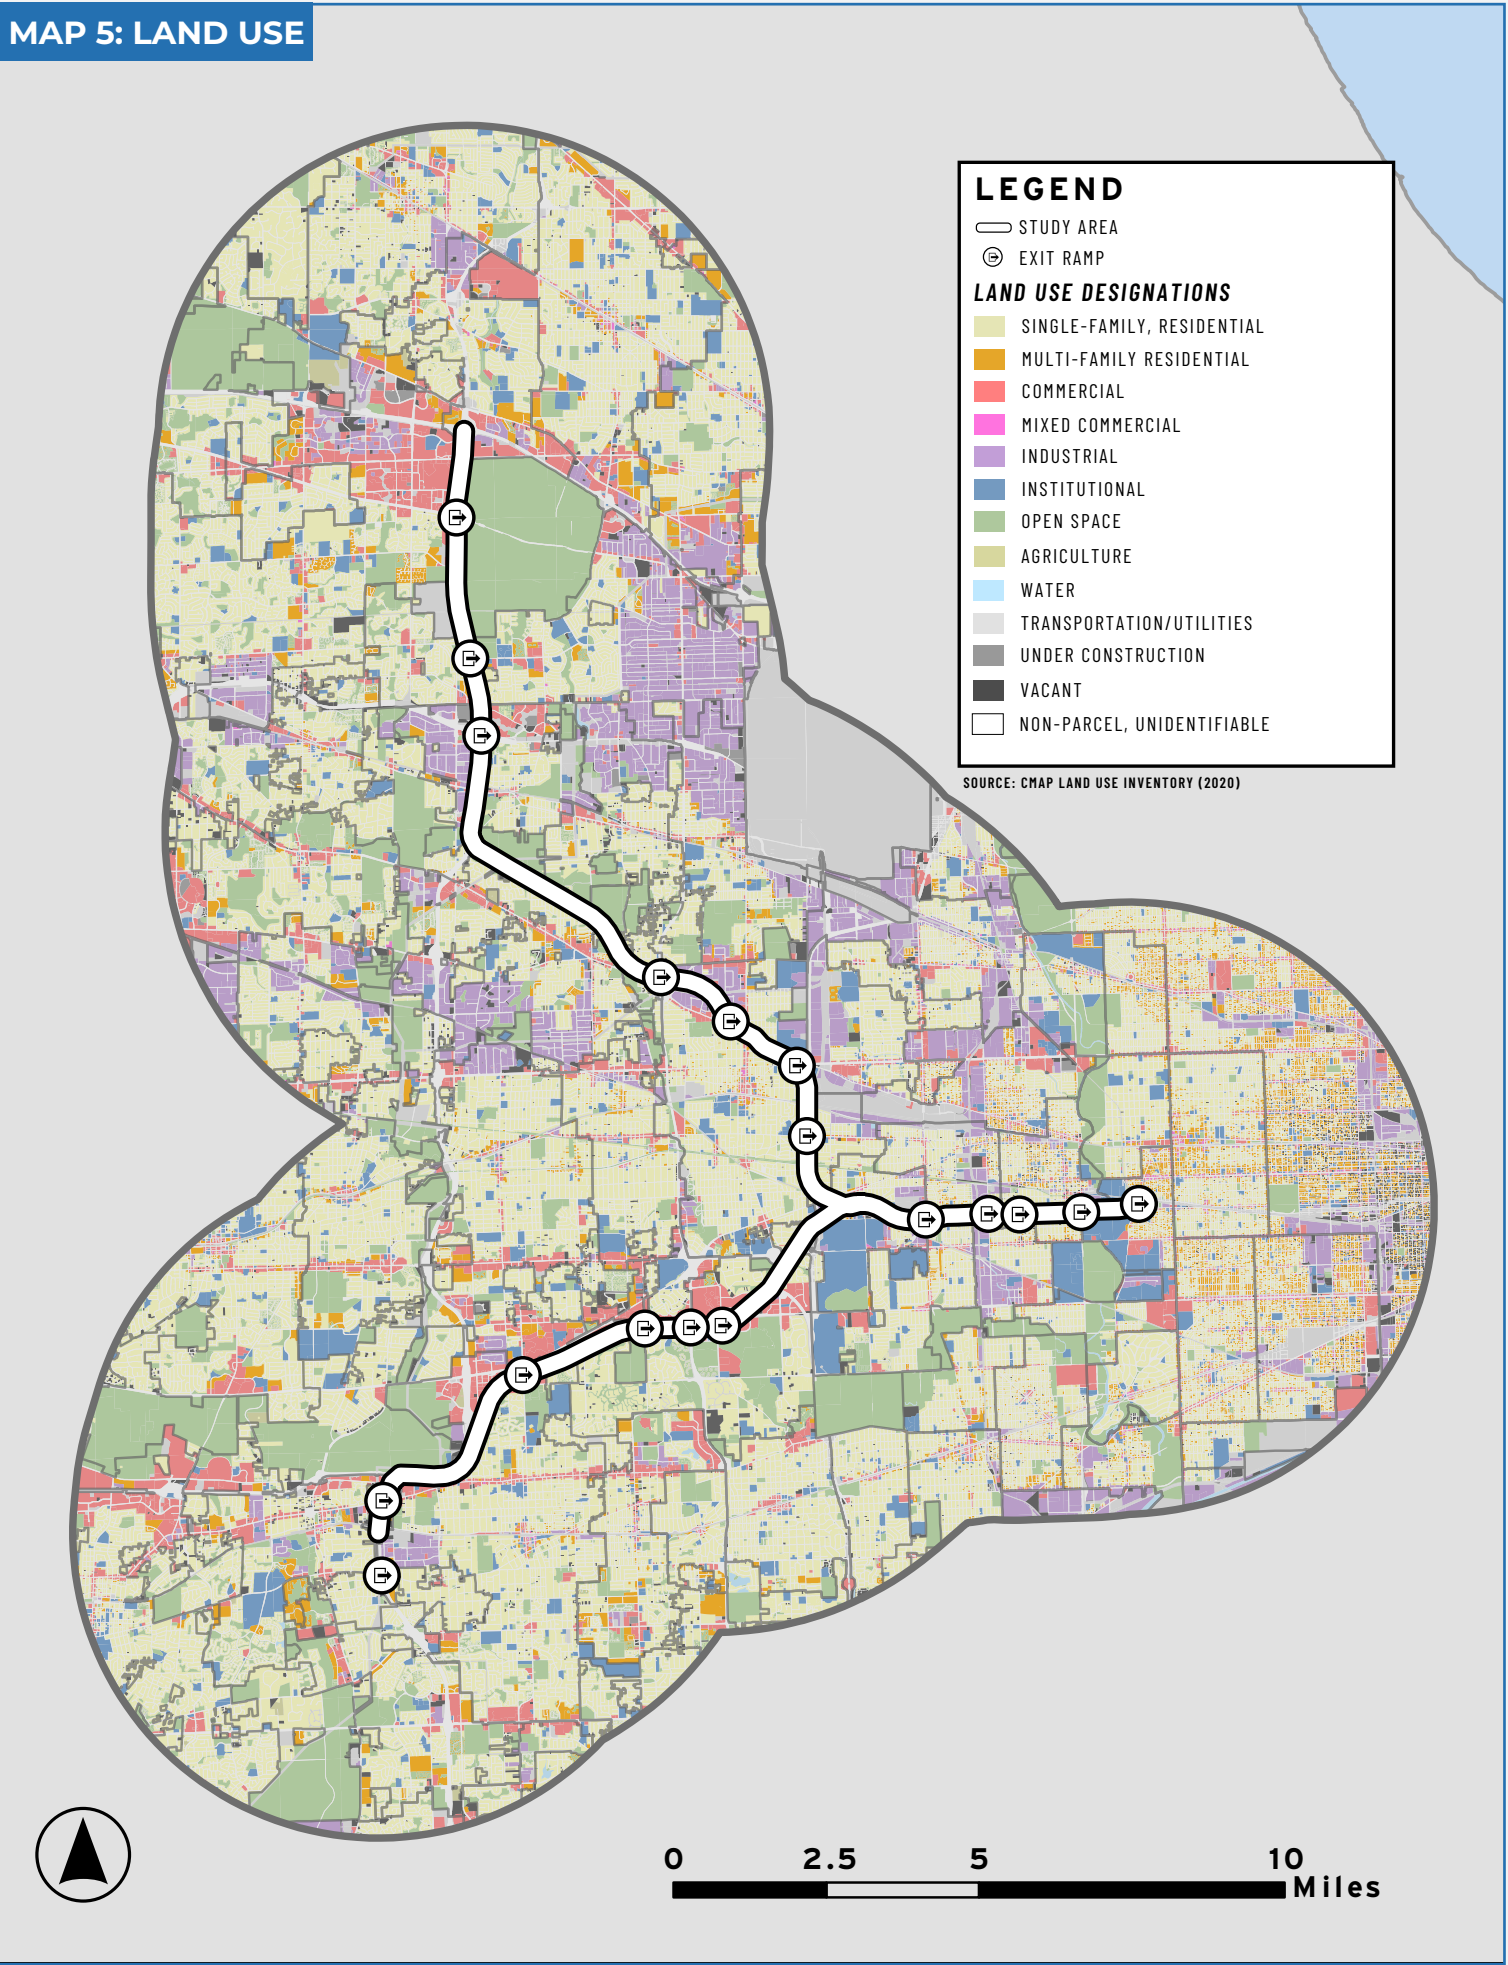 MAP 5: LAND USE
LEGEND
STUDY AREA
EXIT RAMP
LAND USE DESIGNATIONS
SINGLE-FAMILY, RESIDENTIAL
MULTI-FAMILY RESIDENTIAL
COMMERCIAL
MIXED COMMERCIAL
INDUSTRIAL
INSTITUTIONAL
OPEN SPACE
AGRICULTURE
WATER
TRANSPORTATION/UTILITIES
UNDER CONSTRUCTION
VACANT
NON-PARCEL, UNIDENTIFIABLE
SOURCE: CMAP LAND USE INVENTORY (2020)
0 2.5 5 10
Miles